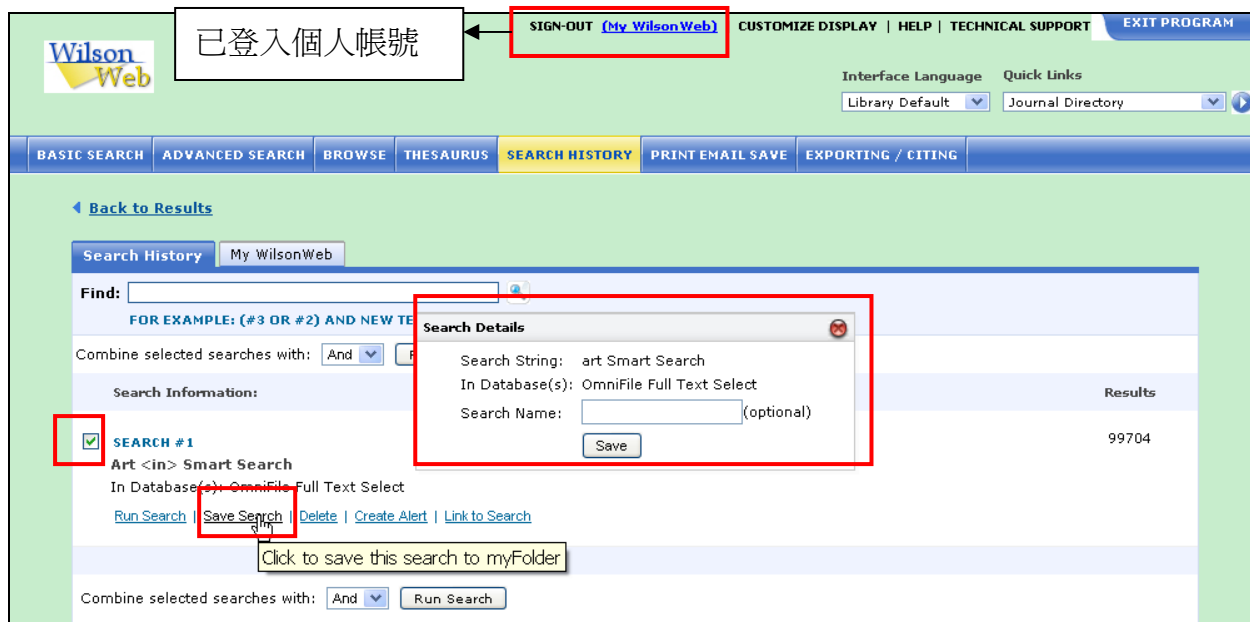 已登入個人帳號
SIGN-OUT (My WilsonWeb) CUSTOMIZE DISPLAY | HELP | TECHNICAL SUPPORT EXIT PROGRAM
Wilson
Web
Interface Language Quick Links
Library Default Journal Directory
BASIC SEARCH ADVANCED SEARCH BROWSE THESAURUS SEARCH HISTORY PRINT EMAIL SAVE EXPORTING / CITING
Back to Results
Search History My WilsonWeb
Find:
FOR EXAMPLE: (#3 OR #2) AND NEW TE
Combine selected searches with: And
Search Details
Search String: art Smart Search
In Database(s): OmniFile Full Text Select
Search Name: (optional)
Save
Search Information: Results
SEARCH #1 99704
Art <in> Smart Search
In Database(s): OmniFile Full Text Select
Run Search | Save Search | Delete | Create Alert | Link to Search
Click to save this search to myFolder
Combine selected searches with: And Run Search